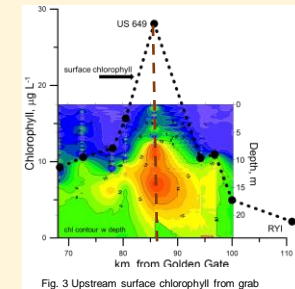 30
US 649
surface chlorophyll
Chlorophyll, µg L-1
20
10
0
0
5
10
15
20
Depth, m
chl contour w depth
RYI
70 80 90 100 110
km from Golden Gate
Fig. 3 Upstream surface chlorophyll from grab